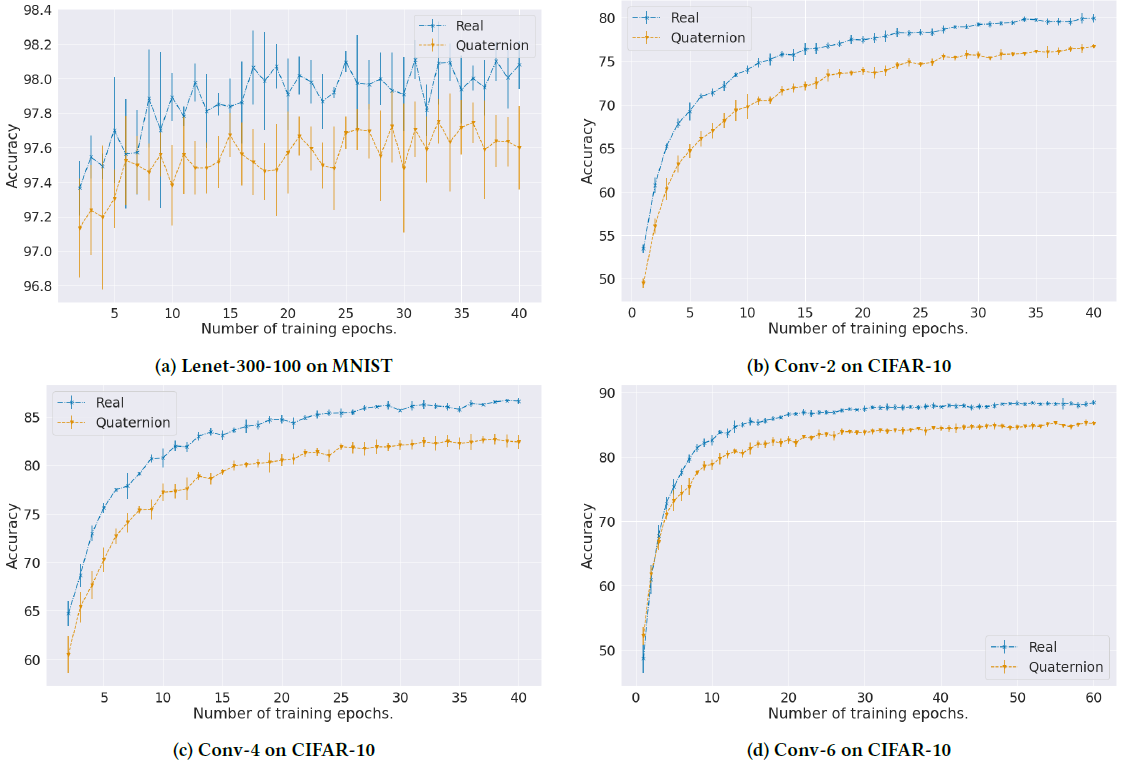 98.4
98.2
98.0
97.8
97.6
97.4
97.2
97.0
96.8
Accuracy
Real
Quaternion
5 10 15 20 25 30 35 40
Number of training epochs.
(a) Lenet-300-100 on MNIST
80
75
70
65
60
55
50
Accuracy
Real
Quaternion
0 5 10 15 20 25 30 35 40
Number of training epochs.
(b) Conv-2 on CIFAR-10
85
80
75
70
65
60
Accuracy
Real
Quaternion
5 10 15 20 25 30 35 40
Number of training epochs.
(c) Conv-4 on CIFAR-10
90
80
70
60
50
Accuracy
Real
Quaternion
0 10 20 30 40 50 60
Number of training epochs.
(d) Conv-6 on CIFAR-10